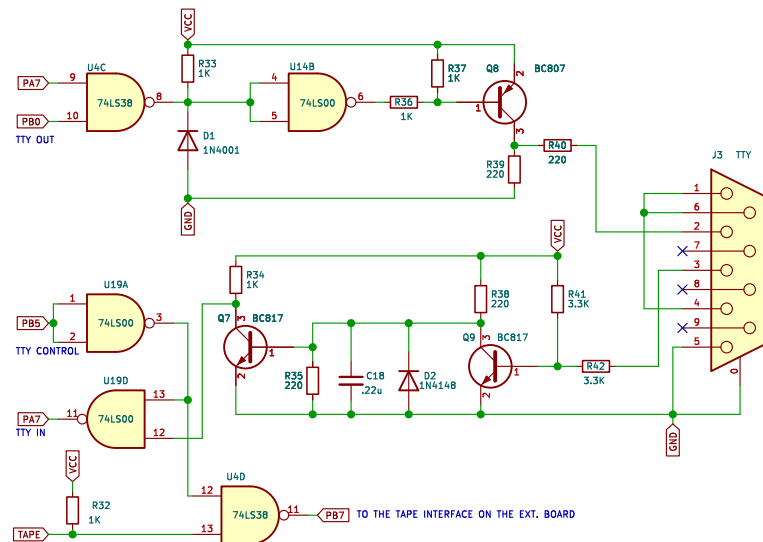 VCC
U4C
PA7
9
8
10
74LS38
PB0
TTY OUT
R33
1K
D1
1N4001
GND
U14B
4
5
6
74LS00
R36
1K
R37
1K
Q8
BC807
1
2
3
R39
220
R40
220
J3 TTY
1
6
2
7
3
8
4
9
5
0
VCC
R34
1K
R38
220
R41
3.3K
U19A
1
2
3
74LS00
PB5
TTY CONTROL
Q7
BC817
3
1
2
R35
220
C18
.22u
D2
1N4148
Q9
BC817
3
1
2
R42
3.3K
GND
U19D
13
12
11
74LS00
PA7
TTY IN
VCC
R32
1K
TAPE
U4D
12
13
11
74LS38
PB7
TO THE TAPE INTERFACE ON THE EXT. BOARD